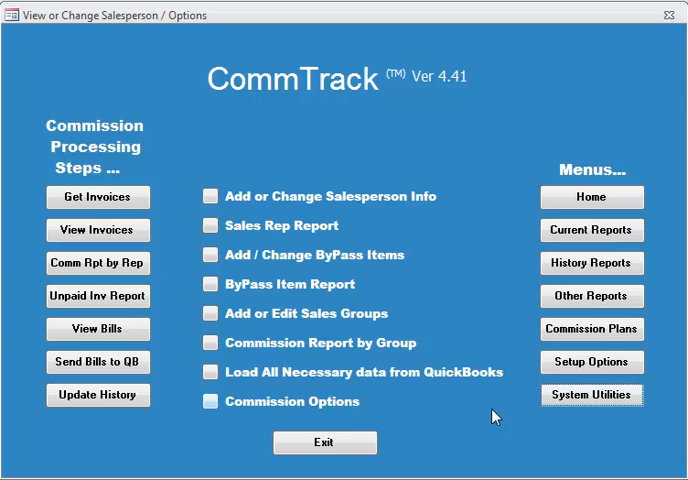 View or Change Salesperson / Options
CommTrack (TM) Ver 4.41
Commission
Processing
Steps ...
Get Invoices
View Invoices
Comm Rpt by Rep
Unpaid Inv Report
View Bills
Send Bills to QB
Update History
Add or Change Salesperson Info
Sales Rep Report
Add / Change ByPass Items
ByPass Item Report
Add or Edit Sales Groups
Commission Report by Group
Load All Necessary data from QuickBooks
Commission Options
Exit
Menus...
Home
Current Reports
History Reports
Other Reports
Commission Plans
Setup Options
System Utilities